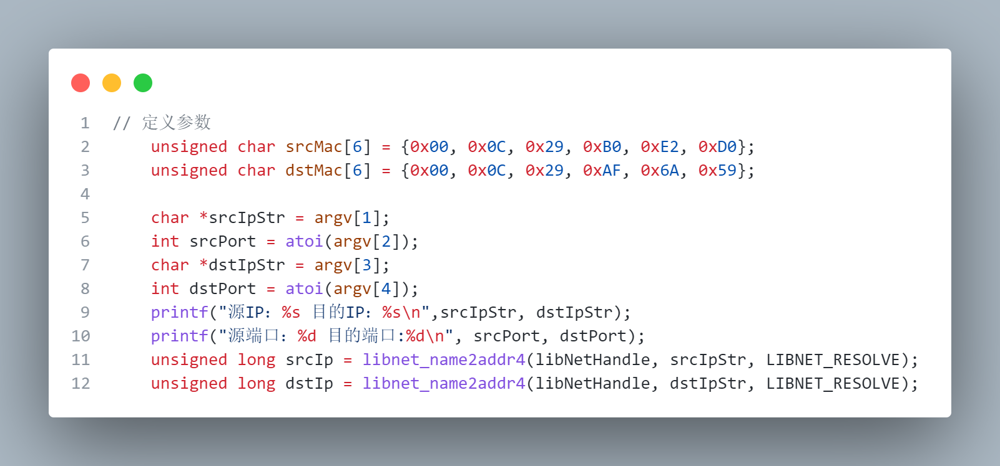 1 // 定义参数
2 unsigned char srcMac[6] = {0x00, 0x0C, 0x29, 0xB0, 0xE2, 0xD0};
3 unsigned char dstMac[6] = {0x00, 0x0C, 0x29, 0xAF, 0x6A, 0x59};
4
5 char *srcIpStr = argv[1];
6 int srcPort = atoi(argv[2]);
7 char *dstIpStr = argv[3];
8 int dstPort = atoi(argv[4]);
9 printf("源IP：%s 目的IP：%s\n",srcIpStr, dstIpStr);
10 printf("源端口：%d 目的端口:%d\n", srcPort, dstPort);
11 unsigned long srcIp = libnet_name2addr4(libNetHandle, srcIpStr, LIBNET_RESOLVE);
12 unsigned long dstIp = libnet_name2addr4(libNetHandle, dstIpStr, LIBNET_RESOLVE);